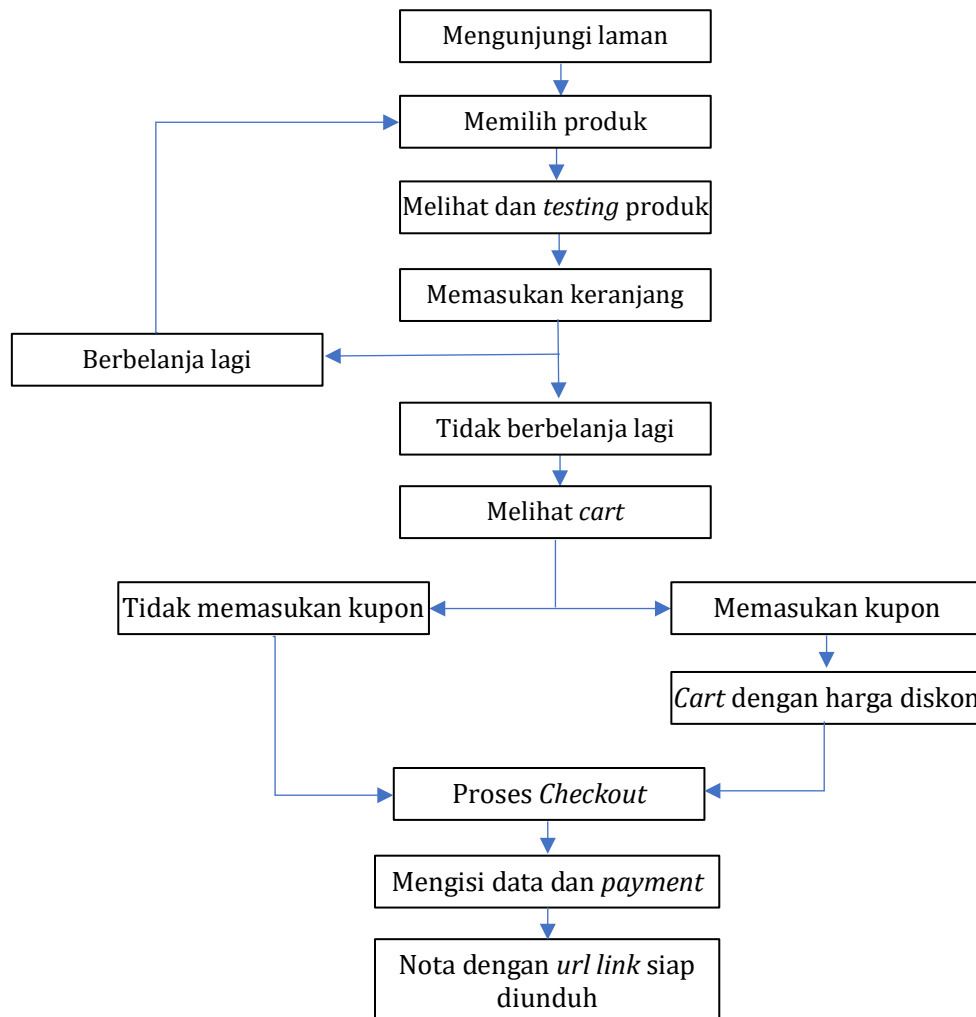 Mengunjungi laman
Memilih produk
Melihat dan testing produk
Memasukan keranjang
Berbelanja lagi
Tidak berbelanja lagi
Melihat cart
Tidak memasukan kupon
Memasukan kupon
Cart dengan harga diskon
Proses Checkout
Mengisi data dan payment
Nota dengan url link siap
diunduh